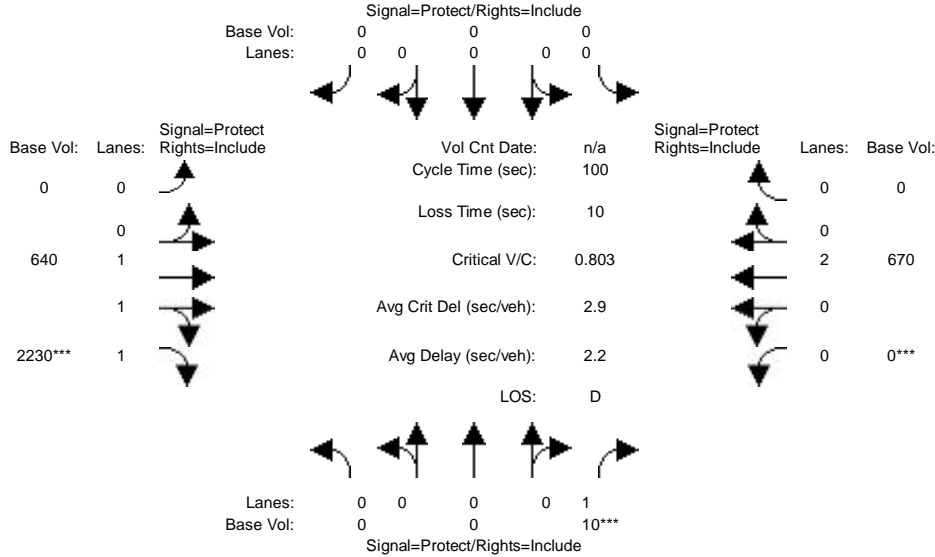 Signal=Protect/Rights=Include
Base Vol: 0 0 0
Lanes: 0 0 0 0 0
Signal=Protect
Base Vol: Lanes: Rights=Include
Vol Cnt Date: n/a
Signal=Protect
Rights=Include Lanes: Base Vol:
Cycle Time (sec): 100
0 0
0 0
Loss Time (sec): 10
0
0
640 1
Critical V/C: 0.803
2 670
1
Avg Crit Del (sec/veh): 2.9
0
2230*** 1
Avg Delay (sec/veh): 2.2
0 0***
LOS: D
Lanes: 0 0 0 0 1
Base Vol: 0 0 10***
Signal=Protect/Rights=Include